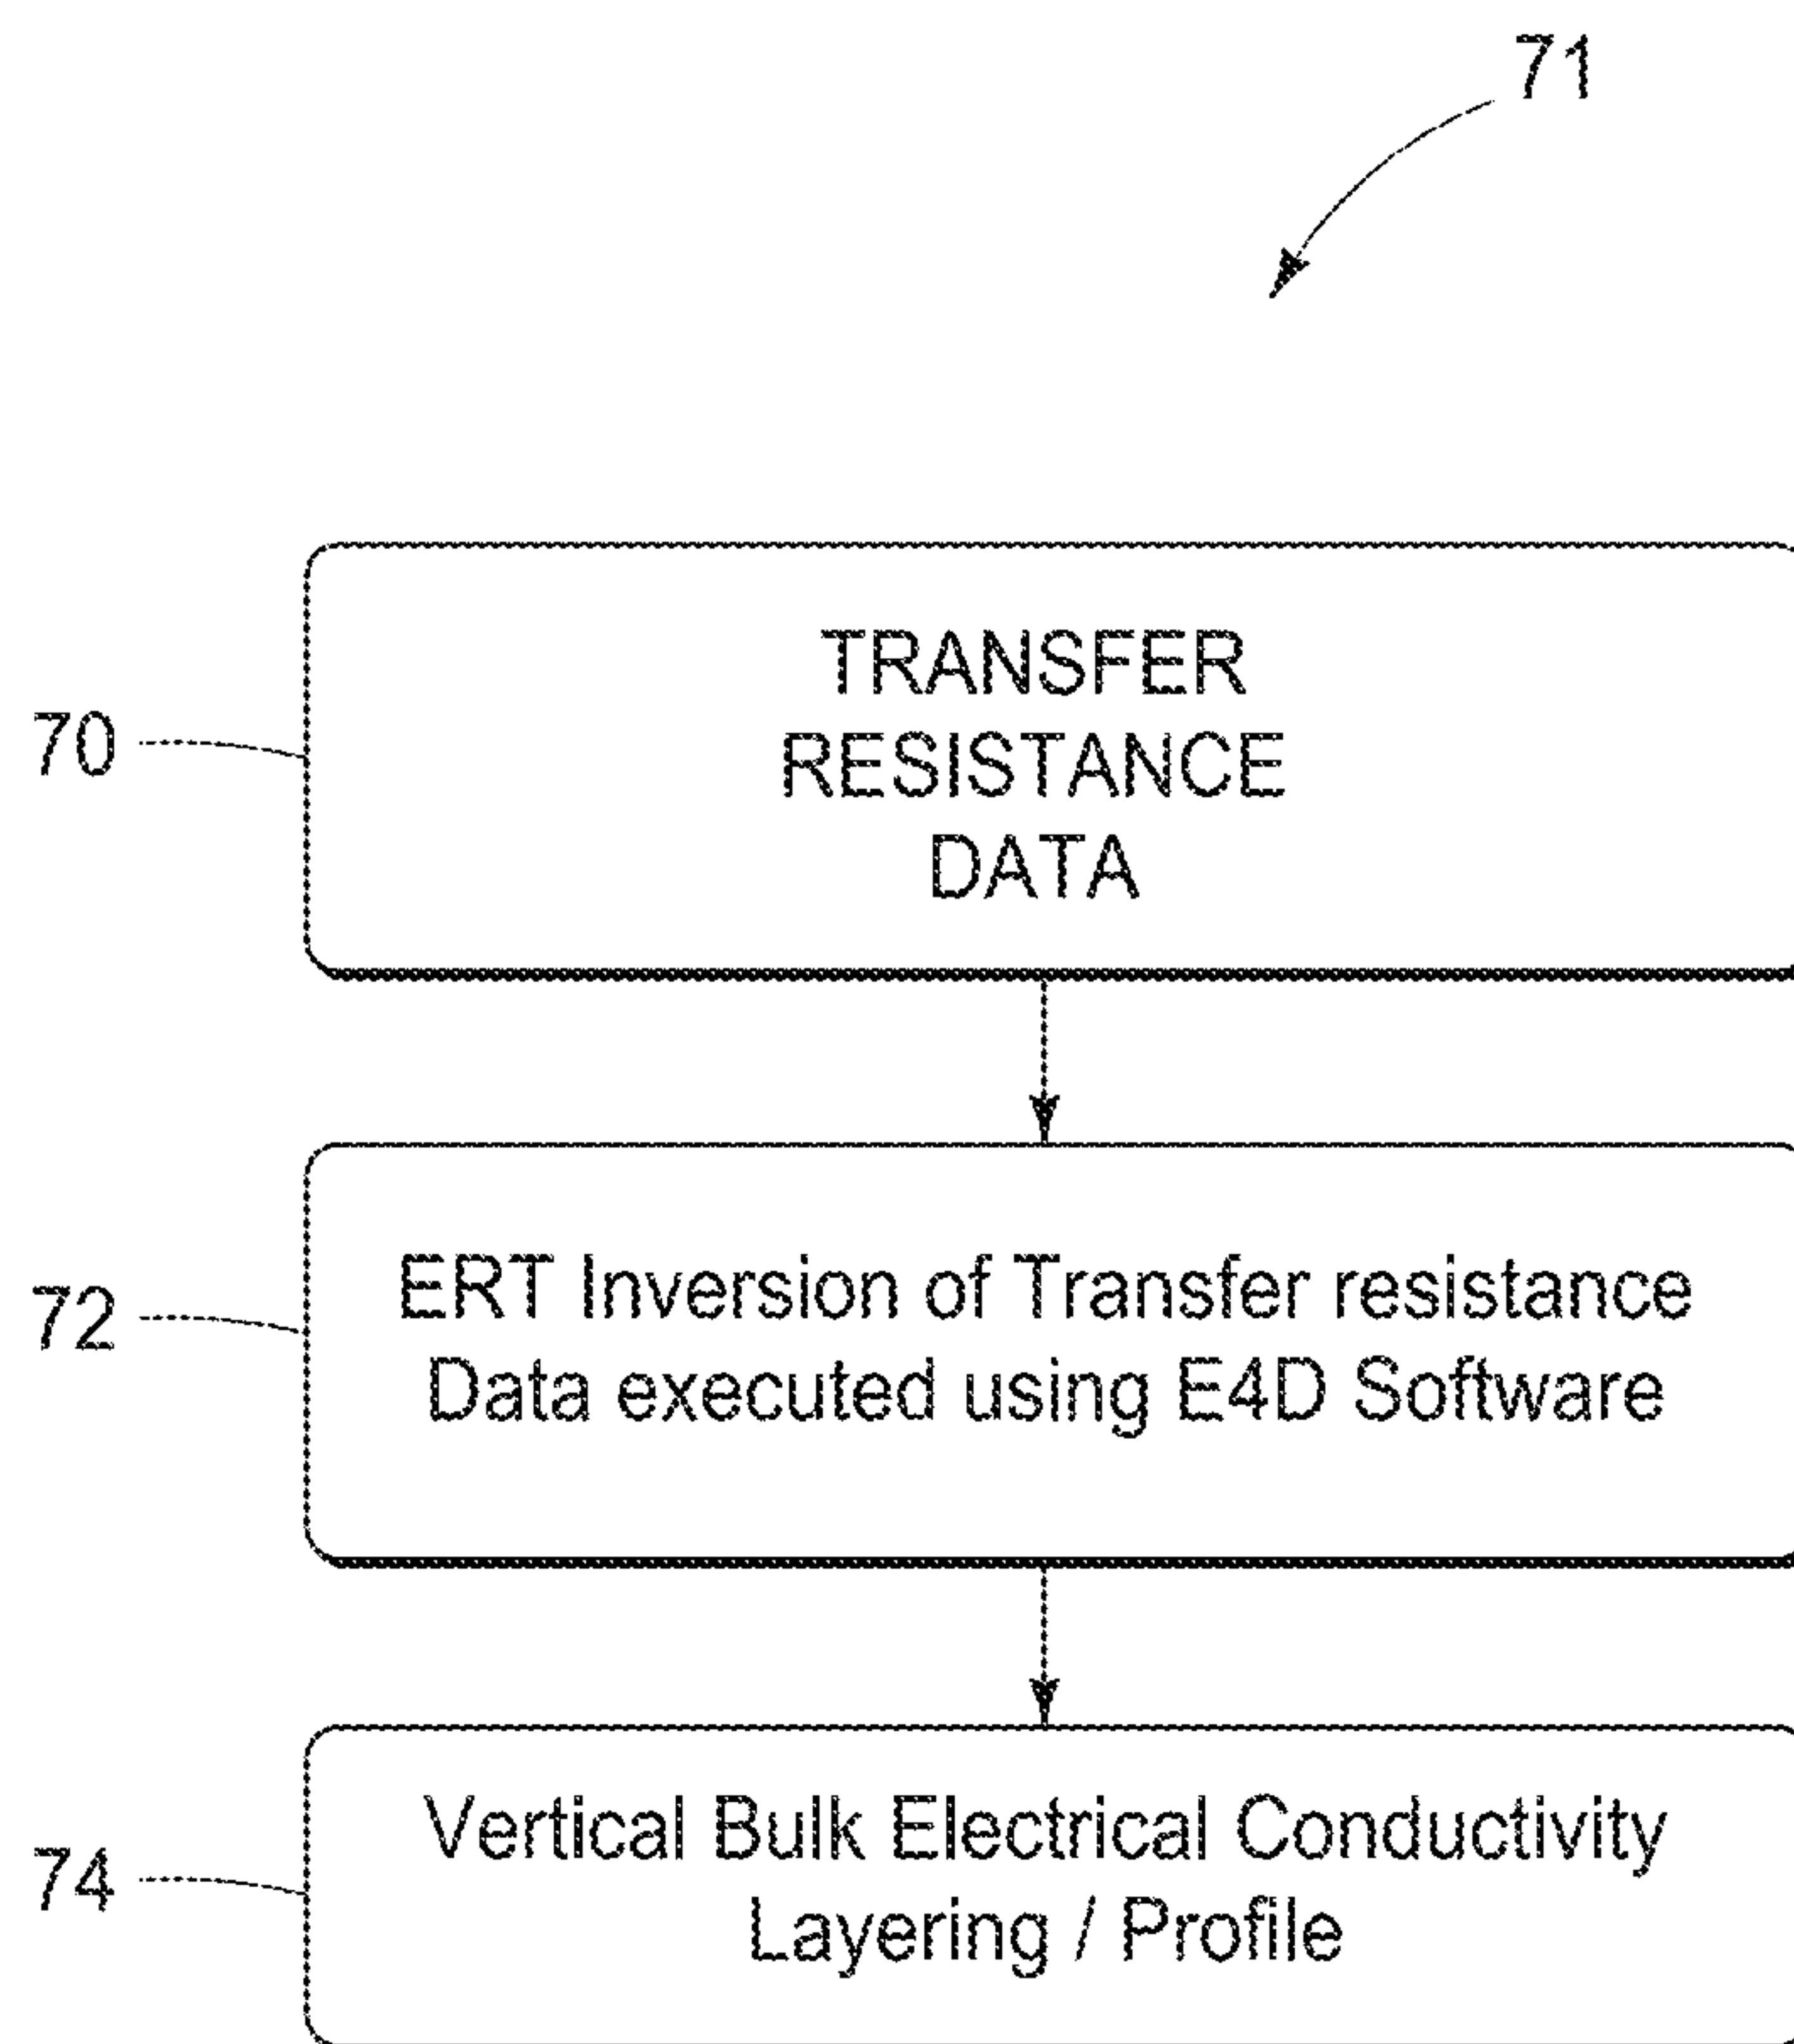 71
70
TRANSFER
RESISTANCE
DATA
72
ERT Inversion of Transfer resistance
Data executed using E4D Software
74
Vertical Bulk Electrical Conductivity
Layering / Profile